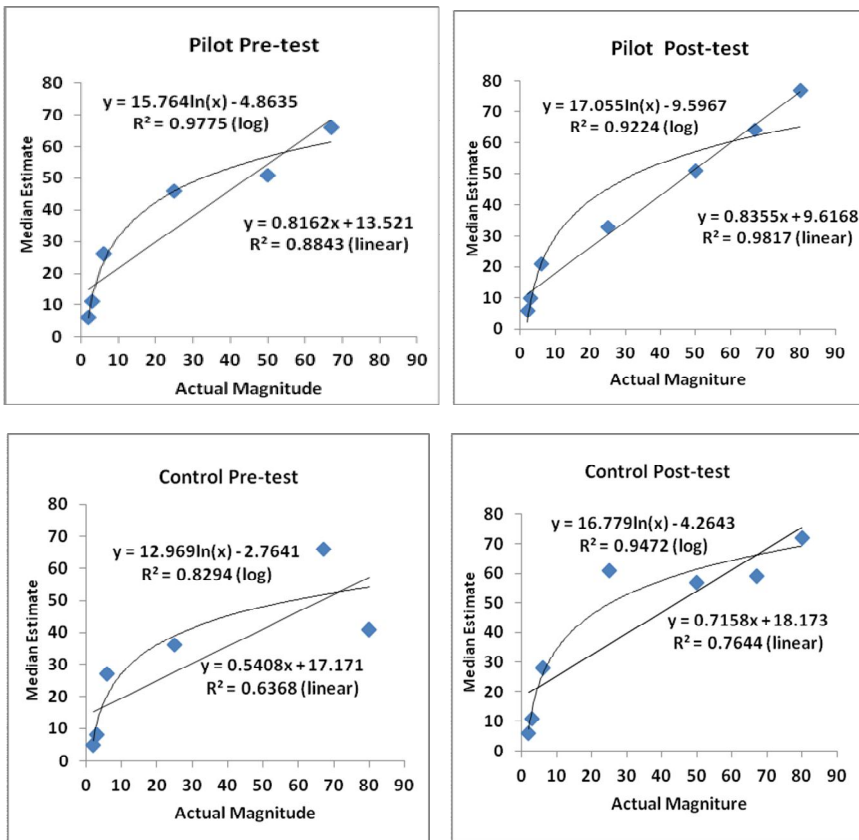 Pilot Pre-test
80
70
60
50
40
30
20
10
0
Median Estimate
y = 15.764ln(x) - 4.8635
R² = 0.9775 (log)
y = 0.8162x + 13.521
R² = 0.8843 (linear)
0 10 20 30 40 50 60 70 80 90
Actual Magnitude
Pilot Post-test
80
70
60
50
40
30
20
10
0
Median Estimate
y = 17.055ln(x) - 9.5967
R² = 0.9224 (log)
y = 0.8355x + 9.6168
R² = 0.9817 (linear)
0 10 20 30 40 50 60 70 80 90
Actual Magniture
Control Pre-test
80
70
60
50
40
30
20
10
0
Median Estimate
y = 12.969ln(x) - 2.7641
R² = 0.8294 (log)
y = 0.5408x + 17.171
R² = 0.6368 (linear)
0 10 20 30 40 50 60 70 80 90
Actual Magnitude
Control Post-test
80
70
60
50
40
30
20
10
0
Median Estimate
y = 16.779ln(x) - 4.2643
R² = 0.9472 (log)
y = 0.7158x + 18.173
R² = 0.7644 (linear)
0 10 20 30 40 50 60 70 80 90
Actual Magniture